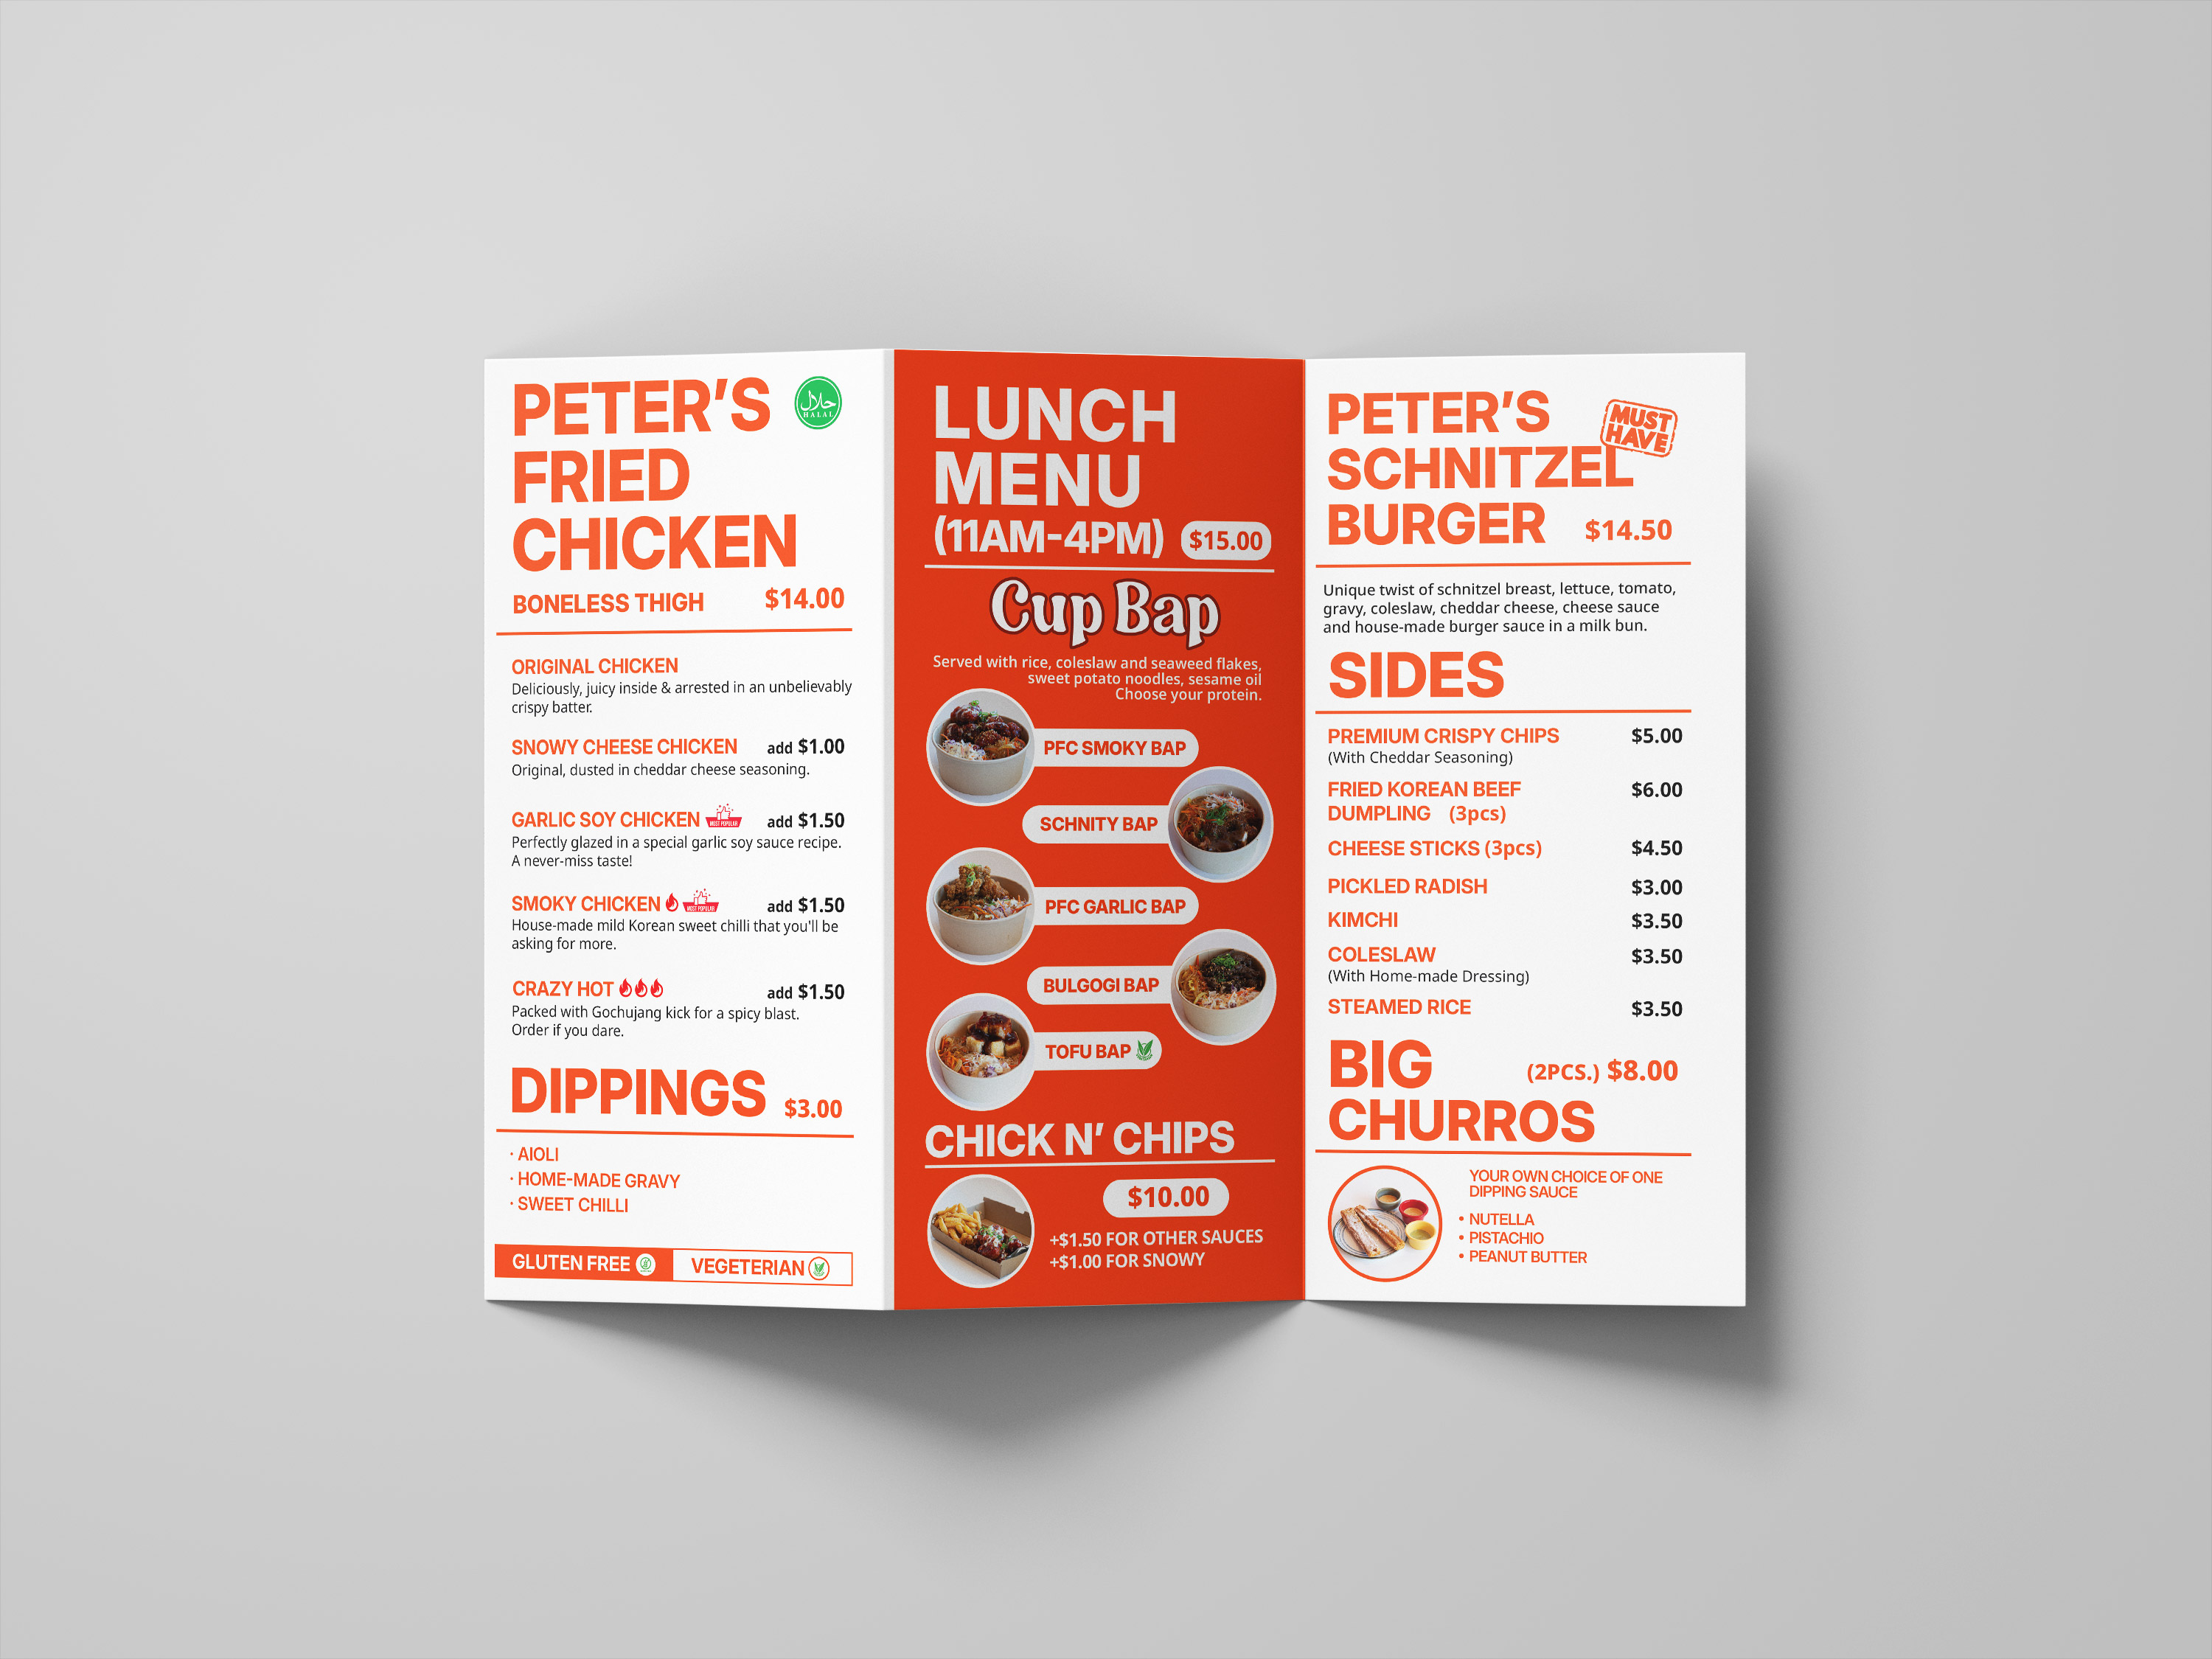 PETER'S
حلال
HALAL
FRIED
CHICKEN
BONELESS THIGH $14.00
ORIGINAL CHICKEN
Deliciously, juicy inside & arrested in an unbelievably
crispy batter.
SNOWY CHEESE CHICKEN add $1.00
Original, dusted in cheddar cheese seasoning.
GARLIC SOY CHICKEN MOST POPULAR add $1.50
Perfectly glazed in a special garlic soy sauce recipe.
A never-miss taste!
SMOKY CHICKEN MOST POPULAR add $1.50
House-made mild Korean sweet chilli that you'll be
asking for more.
CRAZY HOT add $1.50
Packed with Gochujang kick for a spicy blast.
Order if you dare.
DIPPINGS $3.00
· AIOLI
· HOME-MADE GRAVY
· SWEET CHILLI
GLUTEN FREE VEGETERIAN
LUNCH
MENU
(11AM-4PM) $15.00
Cup Bap
Served with rice, coleslaw and seaweed flakes,
sweet potato noodles, sesame oil
Choose your protein.
PFC SMOKY BAP
SCHNITY BAP
PFC GARLIC BAP
BULGOGI BAP
TOFU BAP
CHICK N' CHIPS
$10.00
+$1.50 FOR OTHER SAUCES
+$1.00 FOR SNOWY
PETER'S
MUST
HAVE
SCHNITZEL
BURGER $14.50
Unique twist of schnitzel breast, lettuce, tomato,
gravy, coleslaw, cheddar cheese, cheese sauce
and house-made burger sauce in a milk bun.
SIDES
PREMIUM CRISPY CHIPS $5.00
(With Cheddar Seasoning)
FRIED KOREAN BEEF $6.00
DUMPLING (3pcs)
CHEESE STICKS (3pcs) $4.50
PICKLED RADISH $3.00
KIMCHI $3.50
COLESLAW $3.50
(With Home-made Dressing)
STEAMED RICE $3.50
BIG (2PCS.) $8.00
CHURROS
YOUR OWN CHOICE OF ONE
DIPPING SAUCE
• NUTELLA
• PISTACHIO
• PEANUT BUTTER